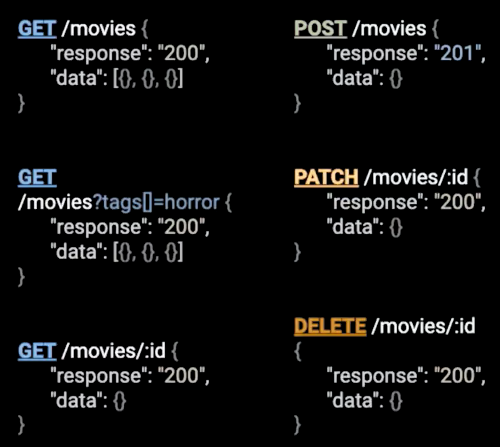 GET /movies {
"response": "200",
"data": [{}, {}, {}]
}
GET
/movies?tags[]=horror {
"response": "200",
"data": [{}, {}, {}]
}
GET /movies/:id {
"response": "200",
"data": {}
}
POST /movies {
"response": "201",
"data": {}
}
PATCH /movies/:id {
"response": "200",
"data": {}
}
DELETE /movies/:id
{
"response": "200",
"data": {}
}